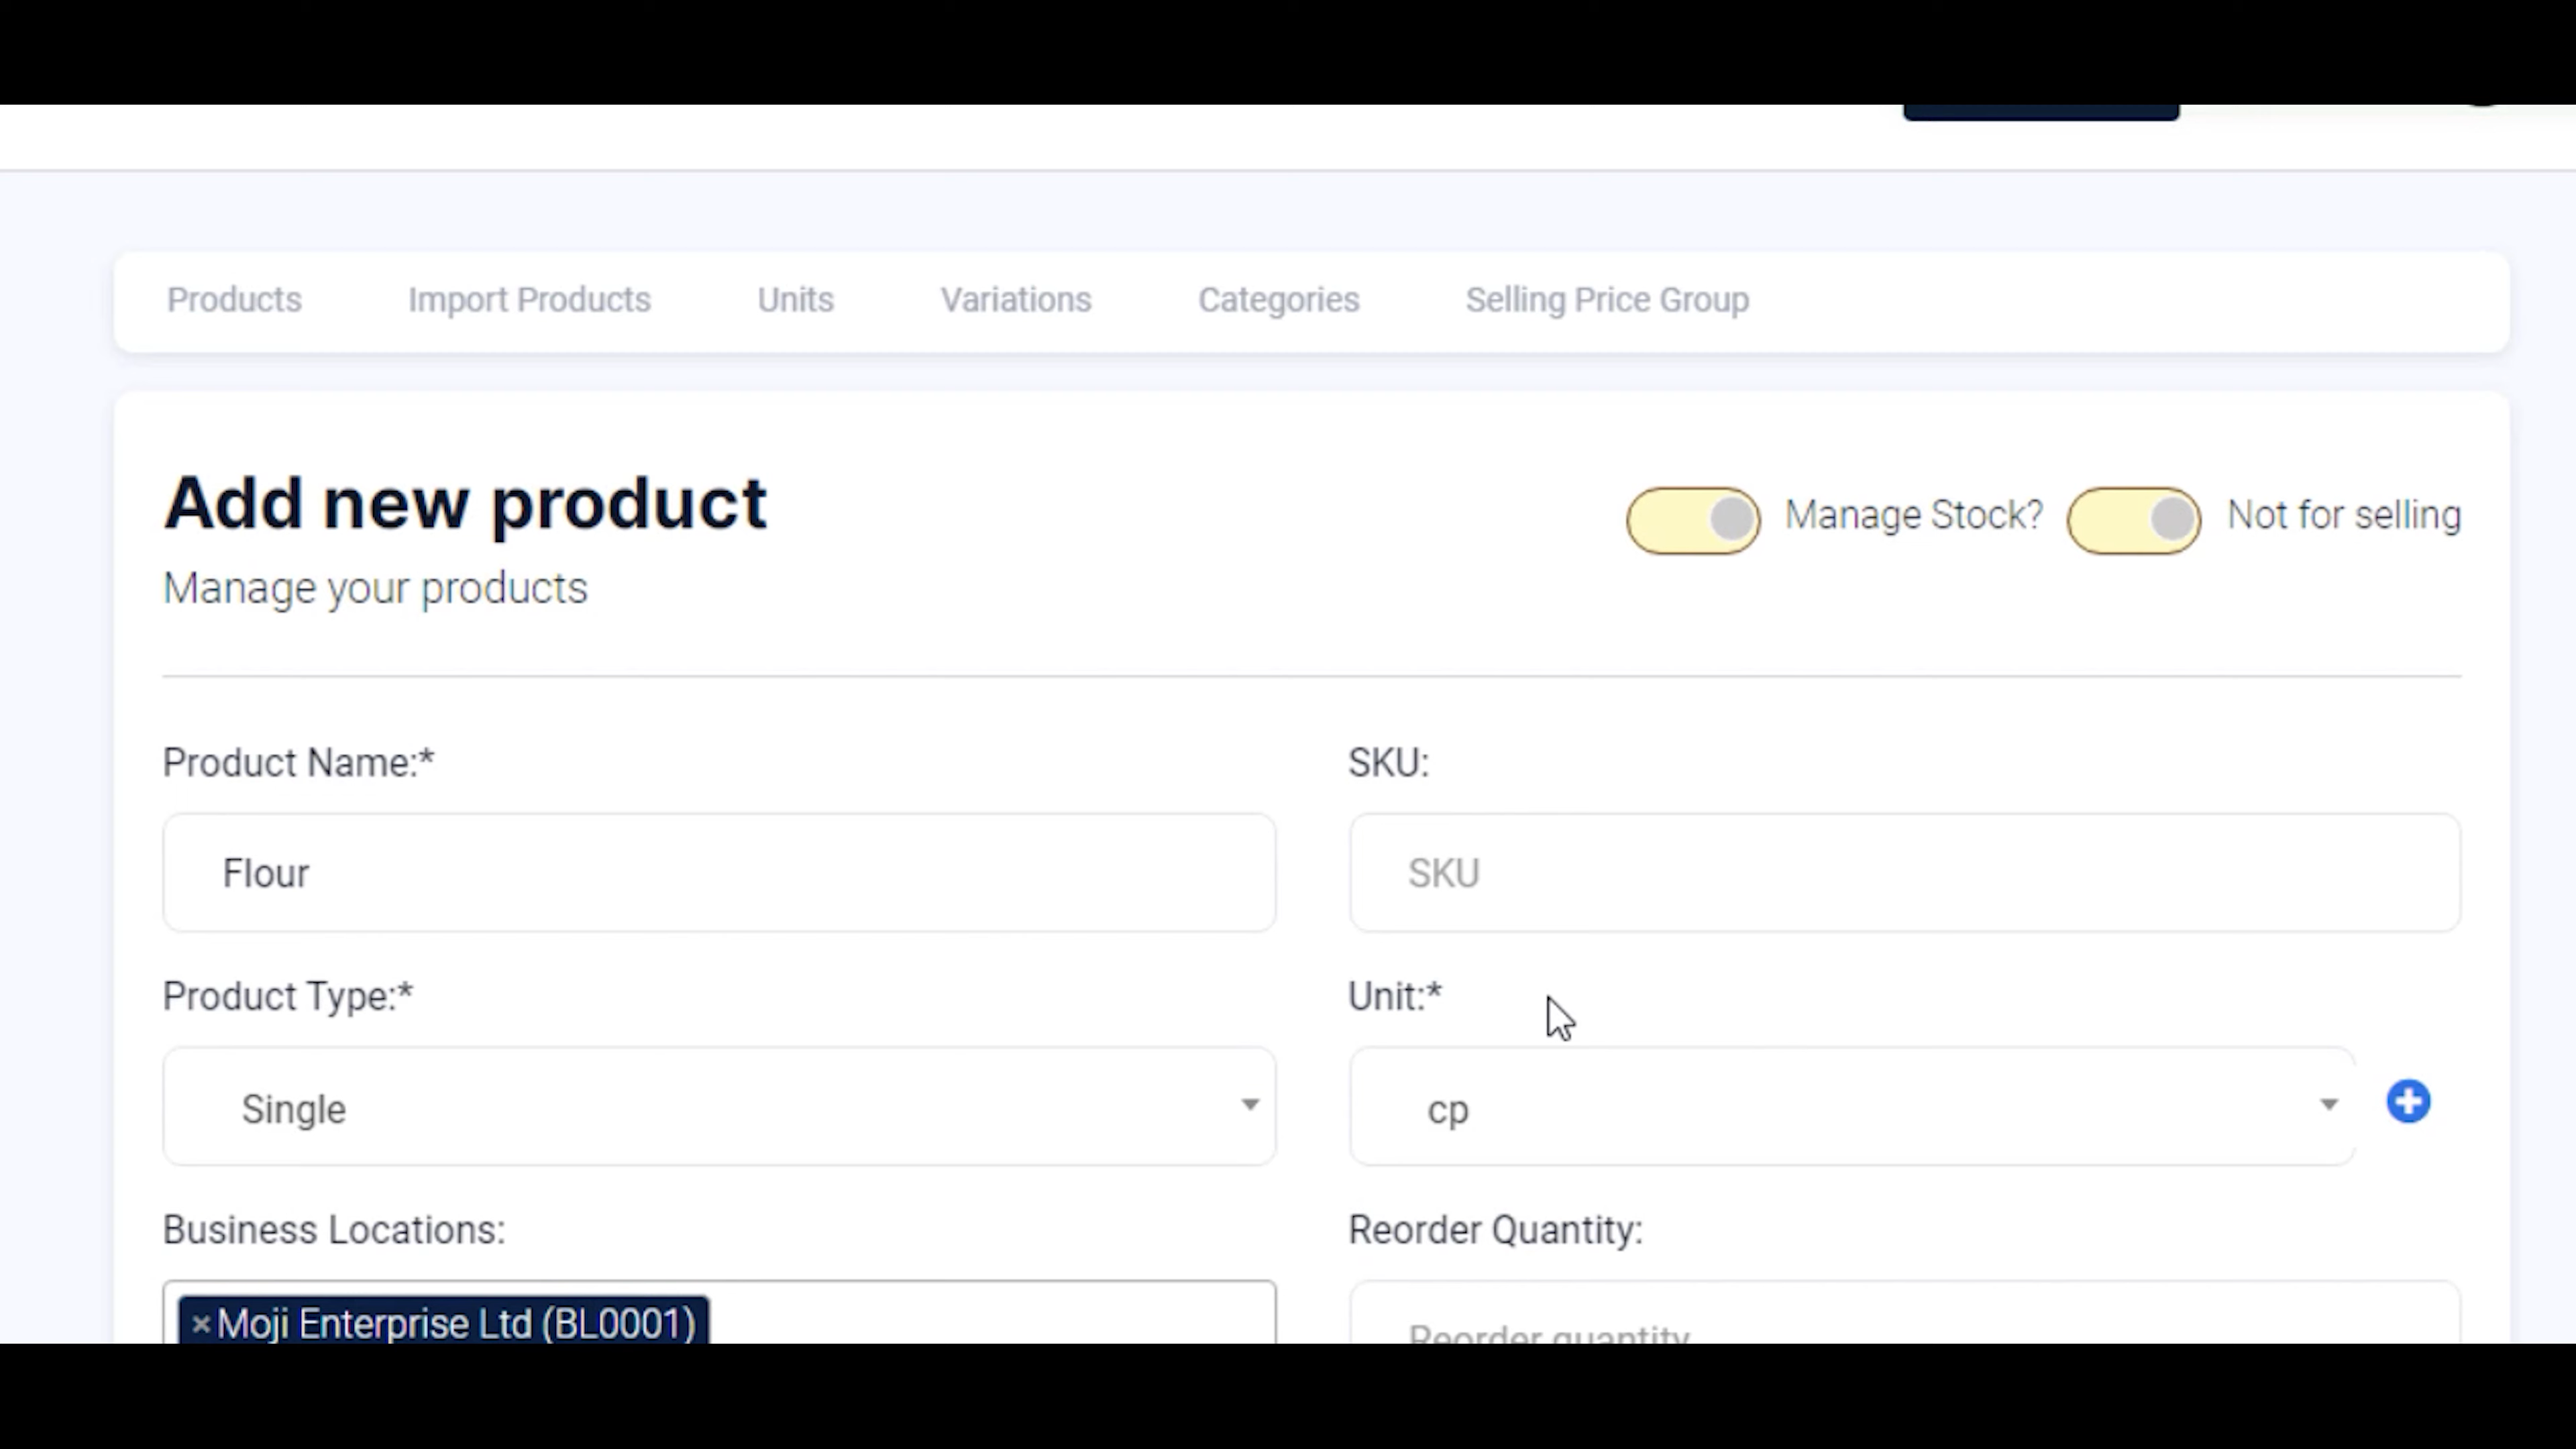 Products Import Products Units Variations Categories Selling Price Group
Add new product
Manage Stock? Not for selling
Manage your products
Product Name:* SKU:
Flour SKU
Product Type:* Unit:*
Single cp
Business Locations: Reorder Quantity:
×Moji Enterprise Ltd (BL0001) Reorder quantity